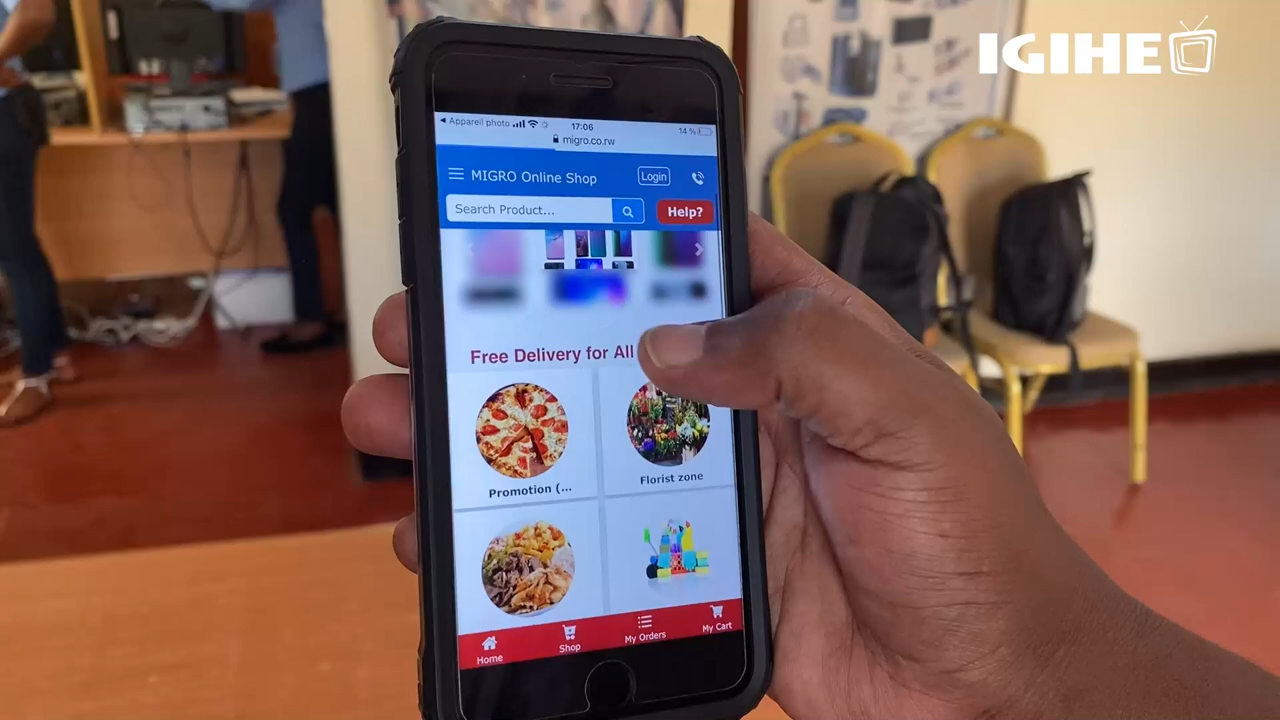 IGIHE
Appareil photo
17:06
14 %
migro.co.rw
MIGRO Online Shop
Login
Search Product...
Help?
Free Delivery for All
Promotion (...
Florist zone
Home
Shop
My Orders
My Cart